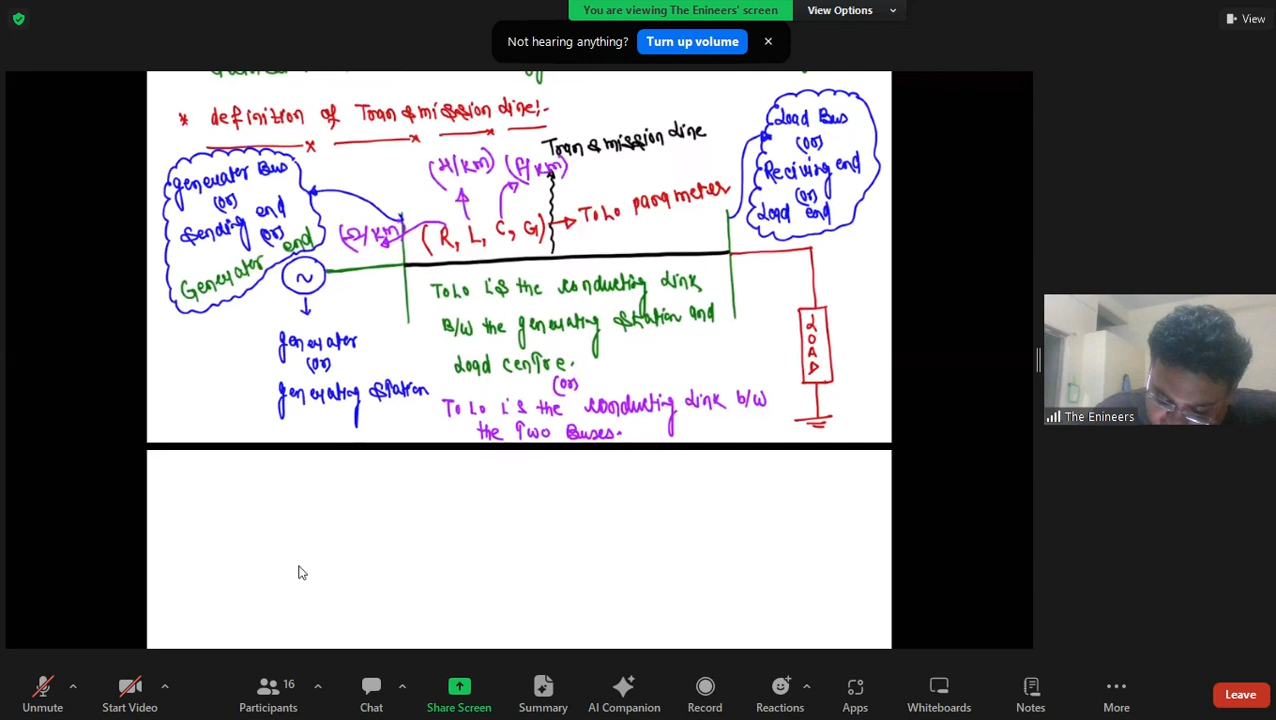 You are viewing The Enineers' screen
View Options
View
Not hearing anything?
Turn up volume
* definition of Transmission Line:-
Transmission Line
(H/km) (F/km)
(Ω/km)
(R, L, C, G)
T.L. parameter
Generator Bus
(or)
Sending end
(or)
Generator end
Load Bus
(or)
Reciving end
(or)
Load end
~
T.L. is the conducting Link
B/w the generating station and
Load centre.
(or)
T.L. is the conducting Link b/w
the Two Buses.
generator
(or)
generating station
LOAD
The Enineers
Unmute
Start Video
16
Participants
Chat
Share Screen
Summary
AI Companion
Record
Reactions
Apps
Whiteboards
Notes
More
Leave